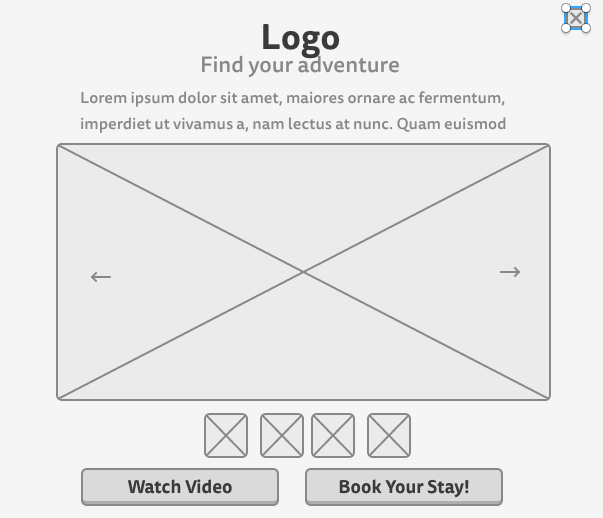 Logo
Find your adventure
Lorem ipsum dolor sit amet, maiores ornare ac fermentum,
imperdiet ut vivamus a, nam lectus at nunc. Quam euismod
Watch Video
Book Your Stay!